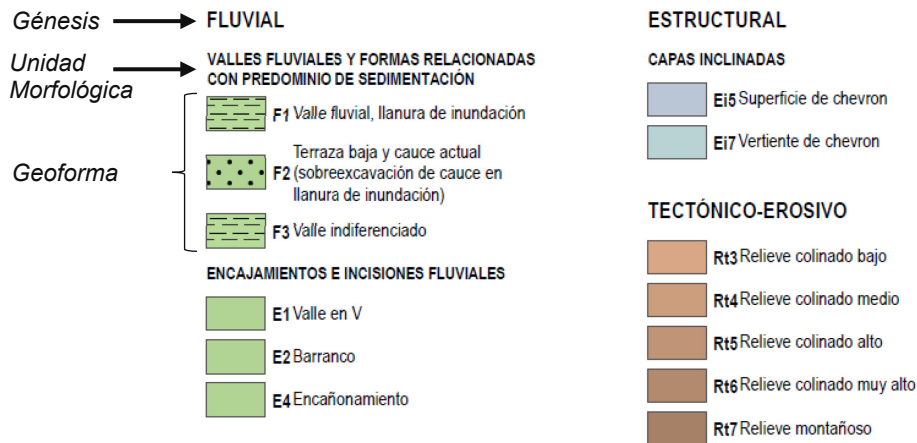 Génesis
FLUVIAL
Unidad
Morfológica
VALLES FLUVIALES Y FORMAS RELACIONADAS
CON PREDOMINIO DE SEDIMENTACIÓN
Geoforma
F1 Valle fluvial, llanura de inundación
Terraza baja y cauce actual
F2 (sobreexcavación de cauce en
llanura de inundación)
F3 Valle indiferenciado
ENCAJAMIENTOS E INCISIONES FLUVIALES
E1 Valle en V
E2 Barranco
E4 Encañonamiento
ESTRUCTURAL
CAPAS INCLINADAS
Ei5 Superficie de chevron
Ei7 Vertiente de chevron
TECTÓNICO-EROSIVO
Rt3 Relieve colinado bajo
Rt4 Relieve colinado medio
Rt5 Relieve colinado alto
Rt6 Relieve colinado muy alto
Rt7 Relieve montañoso